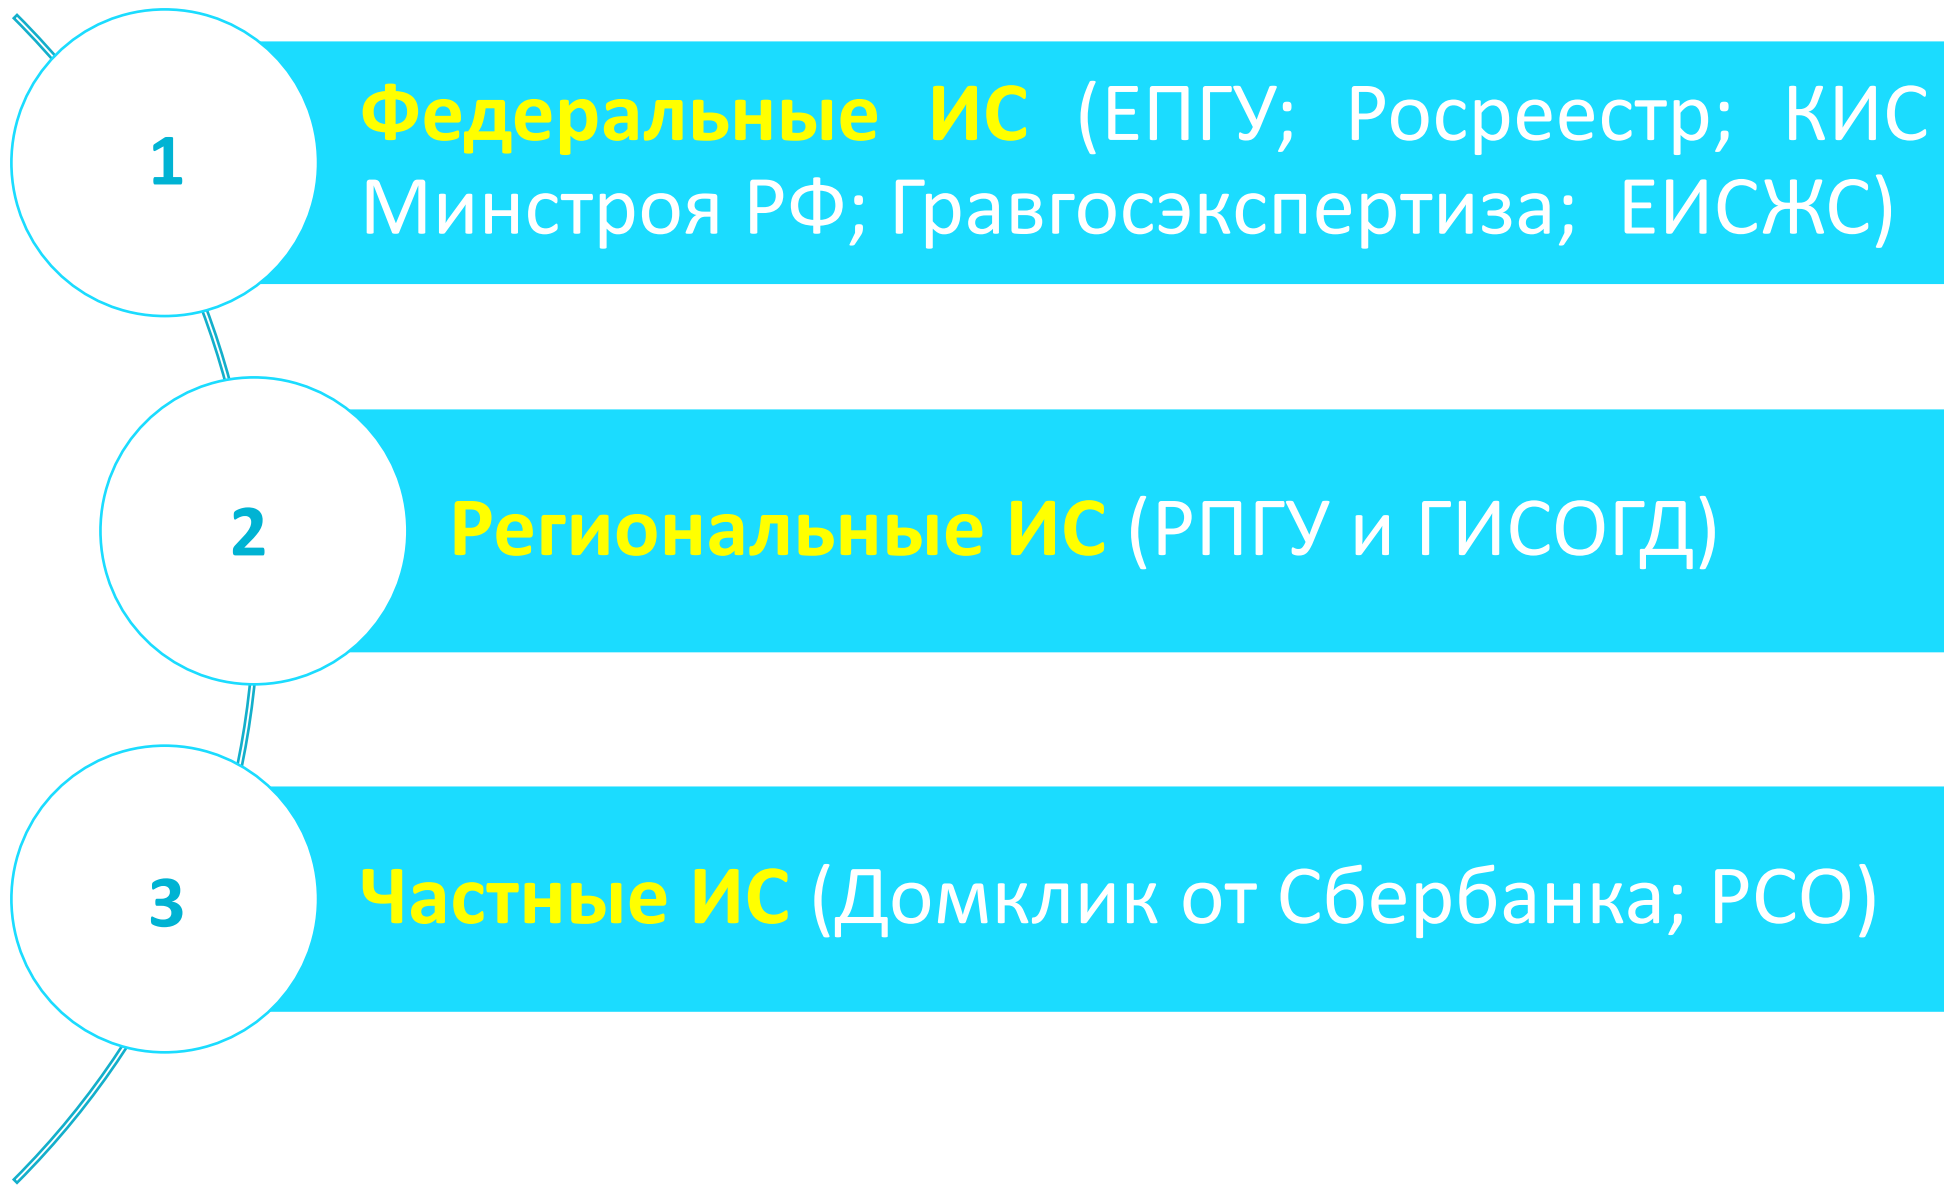 1
Федеральные ИС (ЕПГУ; Росреестр; КИС
Минстроя РФ; Гравгосэкспертиза; ЕИСЖС)
2
Региональные ИС (РПГУ и ГИСОГД)
3
Частные ИС (Домклик от Сбербанка; РСО)